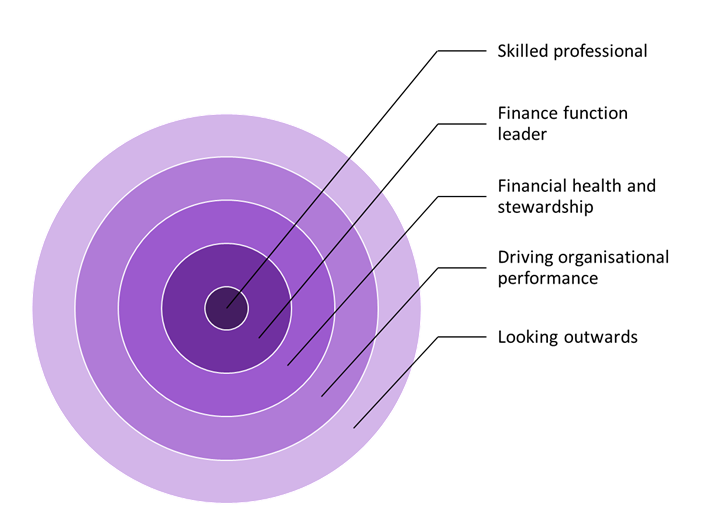 Skilled professional
Finance function
leader
Financial health and
stewardship
Driving organisational
performance
Looking outwards